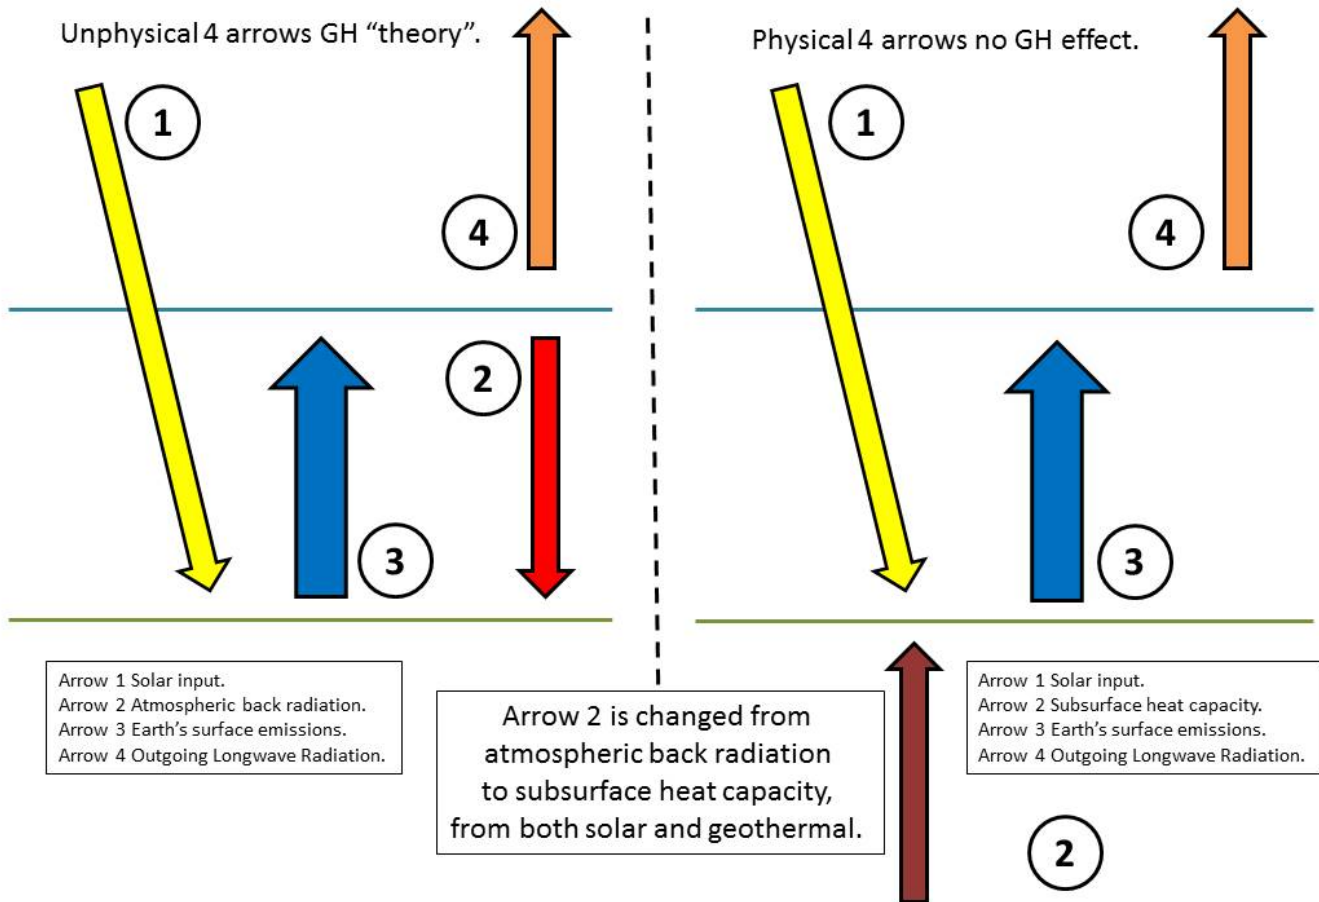 Unphysical 4 arrows GH “theory”.
1
4
2
3
Arrow 1 Solar input.
Arrow 2 Atmospheric back radiation.
Arrow 3 Earth’s surface emissions.
Arrow 4 Outgoing Longwave Radiation.
Physical 4 arrows no GH effect.
1
4
3
Arrow 2 is changed from
atmospheric back radiation
to subsurface heat capacity,
from both solar and geothermal.
Arrow 1 Solar input.
Arrow 2 Subsurface heat capacity.
Arrow 3 Earth’s surface emissions.
Arrow 4 Outgoing Longwave Radiation.
2